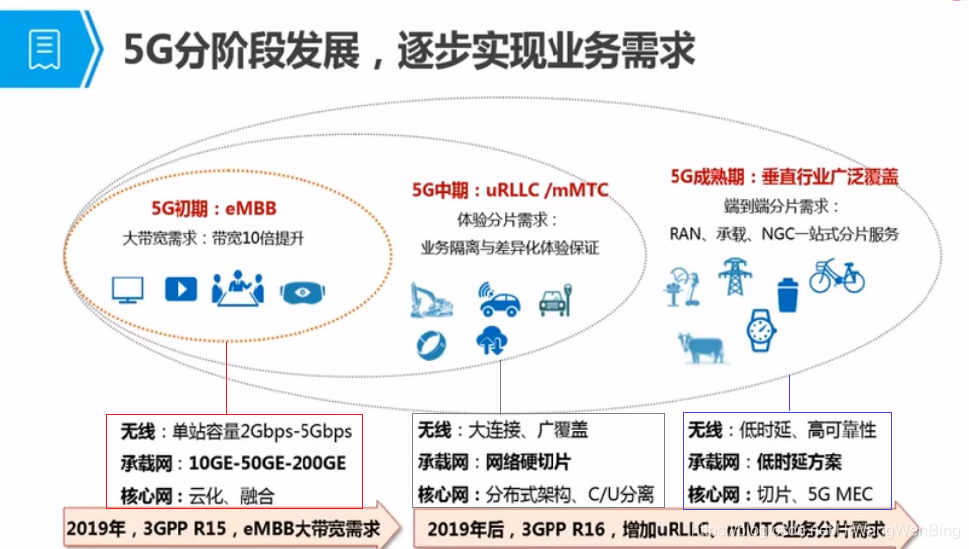 5G分阶段发展，逐步实现业务需求
5G初期：eMBB
大带宽需求：带宽10倍提升
5G中期：uRLLC /mMTC
体验分片需求：
业务隔离与差异化体验保证
5G成熟期：垂直行业广泛覆盖
端到端分片需求：
RAN、承载、NGC一站式分片服务
无线：单站容量2Gbps-5Gbps
承载网：10GE-50GE-200GE
核心网：云化、融合
无线：大连接、广覆盖
承载网：网络硬切片
核心网：分布式架构、C/U分离
无线：低时延、高可靠性
承载网：低时延方案
核心网：切片、5G MEC
2019年，3GPP R15，eMBB大带宽需求
2019年后，3GPP R16，增加uRLLC、mMTC业务分片需求